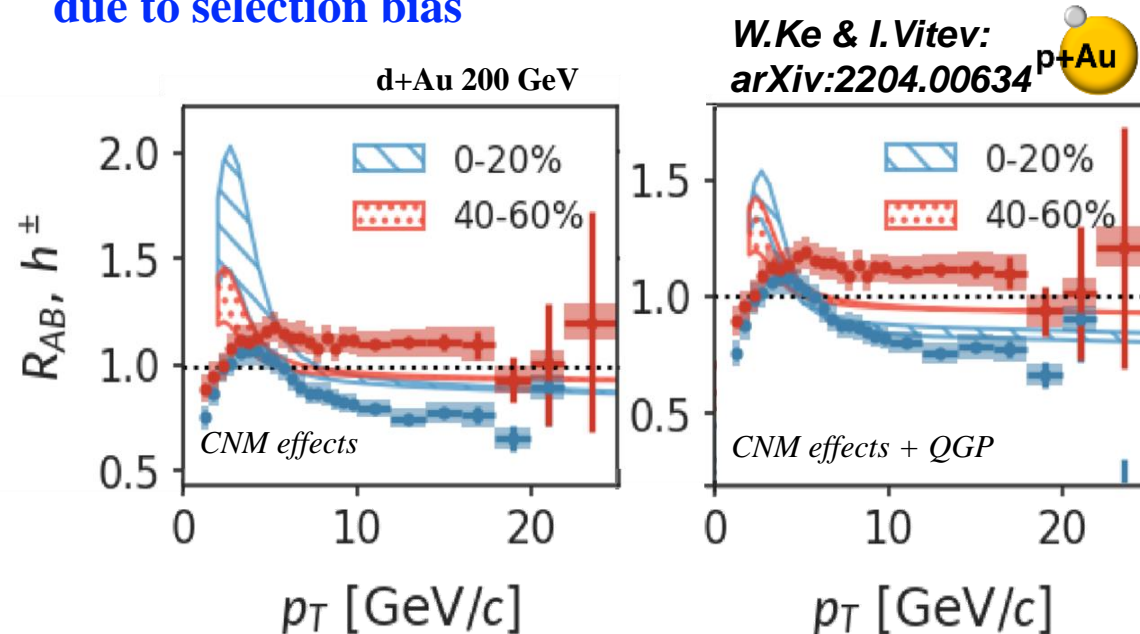 due to selection bias
W.Ke & I.Vitev:
arXiv:2204.00634
p+Au
d+Au 200 GeV
R_AB, h^±
2.0
1.5
1.0
0.5
0-20%
40-60%
CNM effects
0
10
20
p_T [GeV/c]
1.5
1.0
0.5
0-20%
40-60%
CNM effects + QGP
0
10
20
p_T [GeV/c]